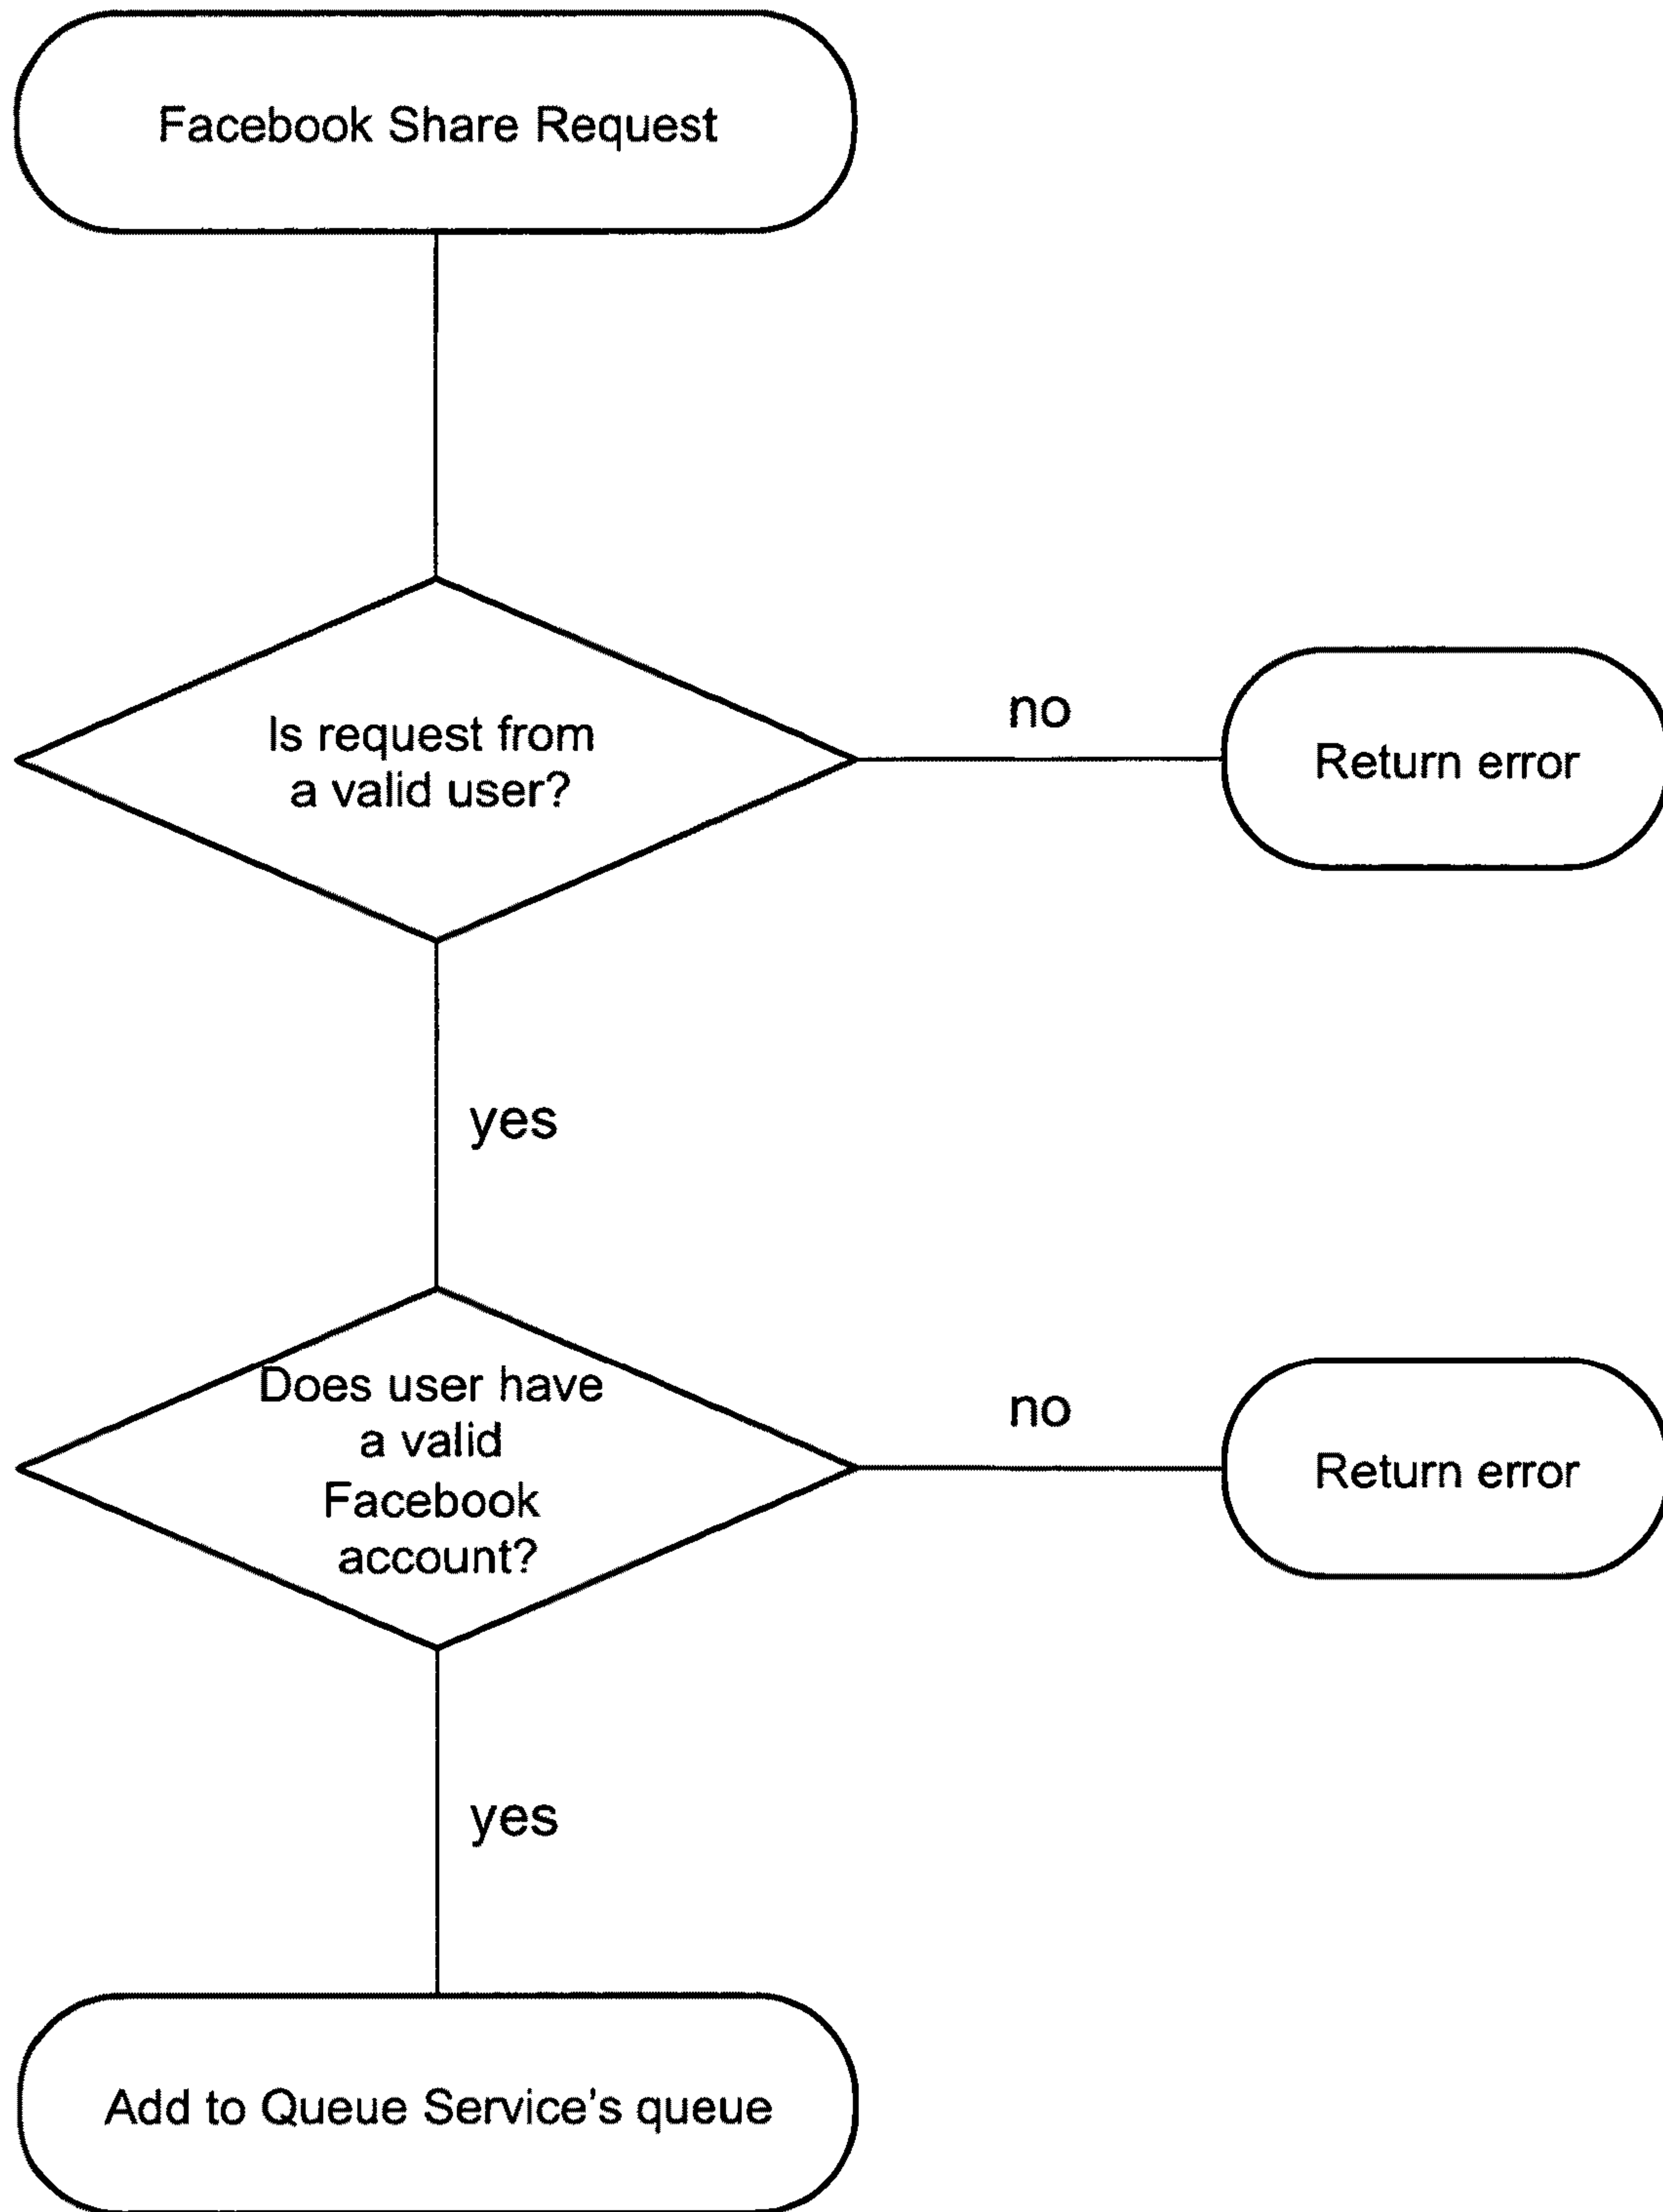 Facebook Share Request
Is request from
a valid user?
no
Return error
yes
Does user have
a valid
Facebook
account?
no
Return error
yes
Add to Queue Service's queue